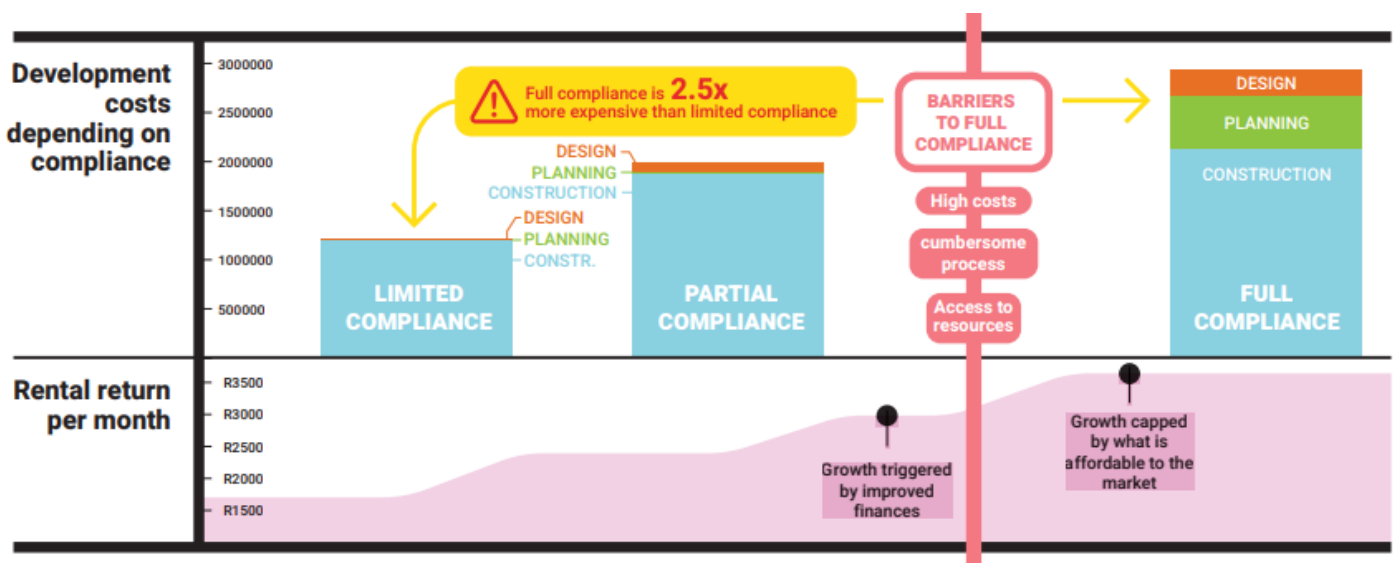 Development
costs
depending on
compliance
3000000
2500000
2000000
1500000
1000000
500000
Full compliance is 2.5x
more expensive than limited compliance
DESIGN
PLANNING
CONSTR.
LIMITED
COMPLIANCE
DESIGN
PLANNING
CONSTRUCTION
PARTIAL
COMPLIANCE
BARRIERS
TO FULL
COMPLIANCE
High costs
cumbersome
process
Access to
resources
DESIGN
PLANNING
CONSTRUCTION
FULL
COMPLIANCE
Rental return
per month
R3500
R3000
R2500
R2000
R1500
Growth triggered
by improved
finances
Growth capped
by what is
affordable to the
market